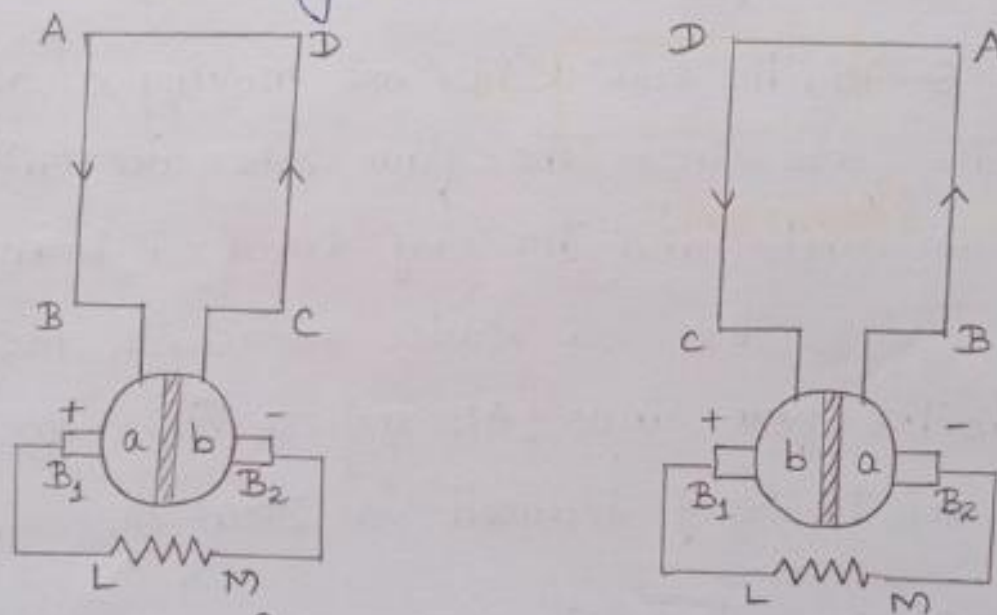 A D D A
B C C B
+ a b - + b a -
B₁ B₂ B₁ B₂
L M L M